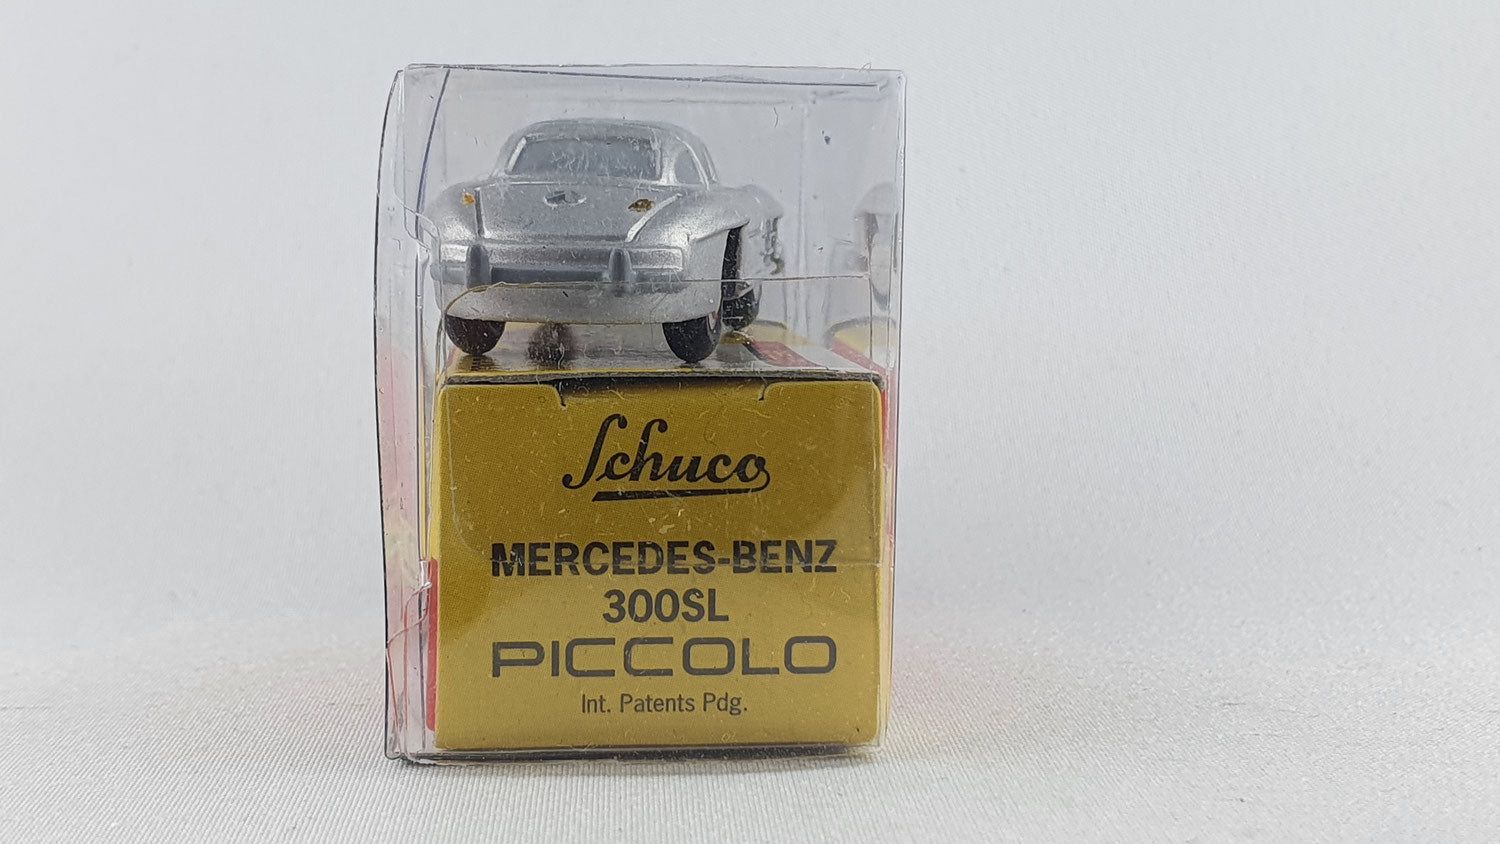 Schuco
MERCEDES-BENZ
300SL
PICCOLO
Int. Patents Pdg.